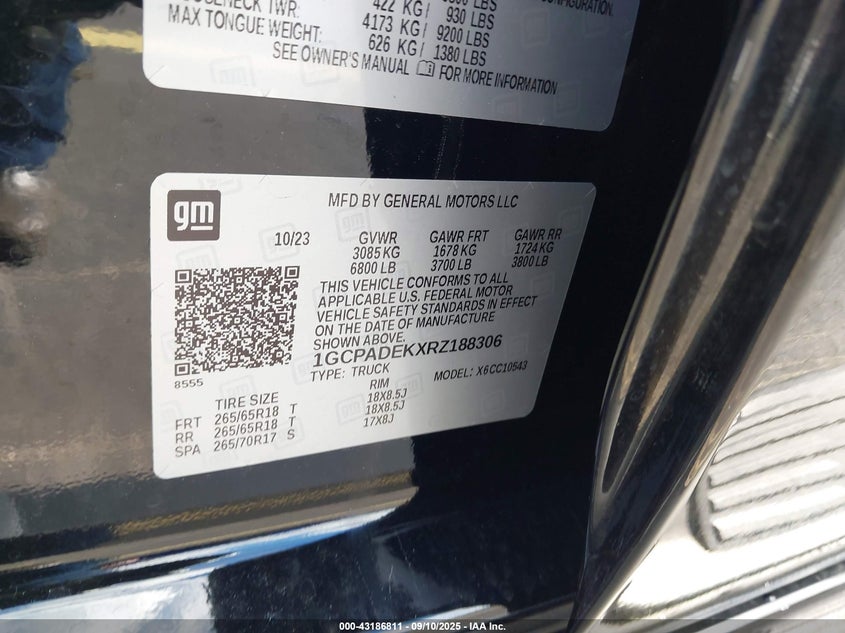 CONFIGURATION.
TWR:
422 KG/ 930 LBS
MAX TONGUE WEIGHT: 4173 KG/ 9200 LBS
626 KG/ 1380 LBS
SEE OWNER'S MANUAL FOR MORE INFORMATION
gm
MFD BY GENERAL MOTORS LLC
10/23 GVWR GAWR FRT GAWR RR
3085 KG 1678 KG 1724 KG
6800 LB 3700 LB 3800 LB
THIS VEHICLE CONFORMS TO ALL
APPLICABLE U.S. FEDERAL MOTOR
VEHICLE SAFETY STANDARDS IN EFFECT
ON THE DATE OF MANUFACTURE
SHOWN ABOVE.
1GCPADEKXRZ188306
TYPE: TRUCK MODEL: X6CC10543
8555
TIRE SIZE RIM
FRT 265/65R18 T 18X8.5J
RR 265/65R18 T 18X8.5J
SPA 265/70R17 S 17X8J
000-43186811 - 09/10/2025 - IAA Inc.